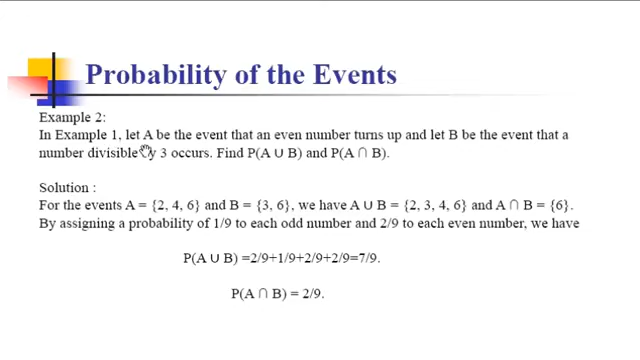 Probability of the Events
Example 2:
In Example 1, let A be the event that an even number turns up and let B be the event that a
number divisible by 3 occurs. Find P(A ∪ B) and P(A ∩ B).
Solution :
For the events A = {2, 4, 6} and B = {3, 6}, we have A ∪ B = {2, 3, 4, 6} and A ∩ B = {6}.
By assigning a probability of 1/9 to each odd number and 2/9 to each even number, we have
P(A ∪ B) =2/9+1/9+2/9+2/9=7/9.
P(A ∩ B) = 2/9.